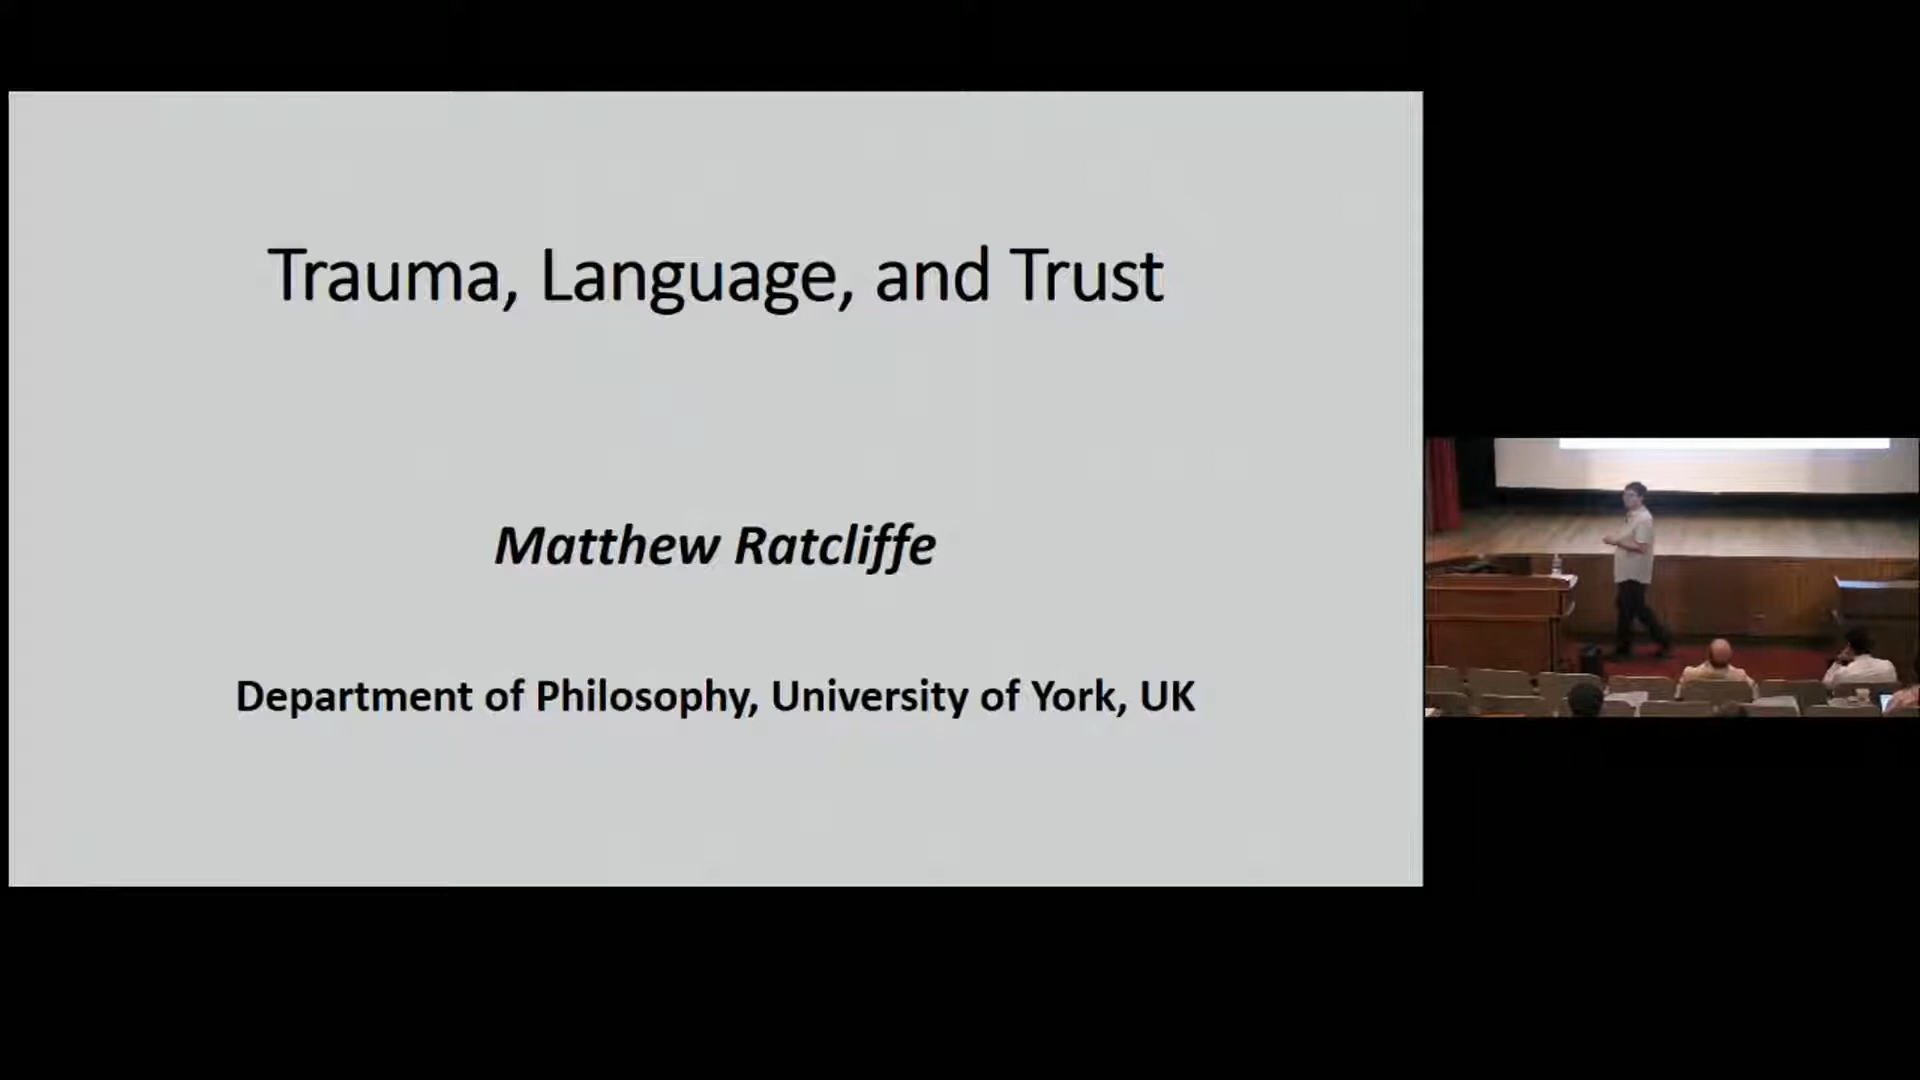 Trauma, Language, and Trust
Matthew Ratcliffe
Department of Philosophy, University of York, UK